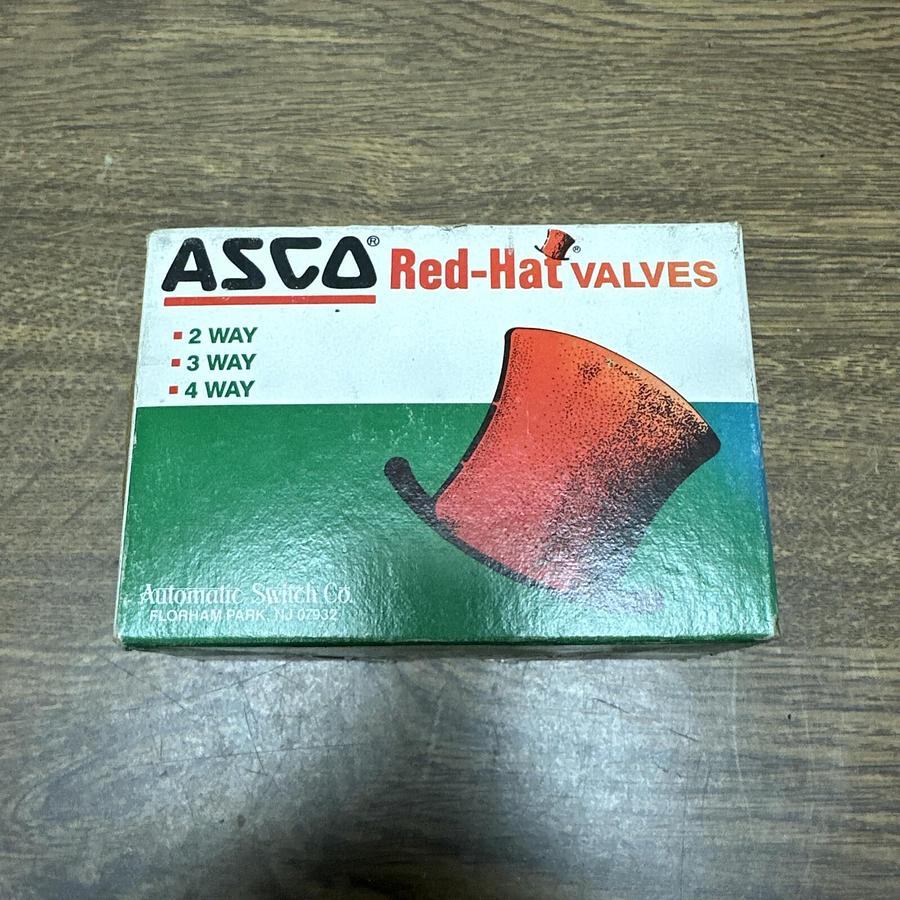 ASCO® Red-Hat® VALVES
2 WAY
3 WAY
4 WAY
Automatic Switch Co.
FLORHAM PARK, NJ 07932